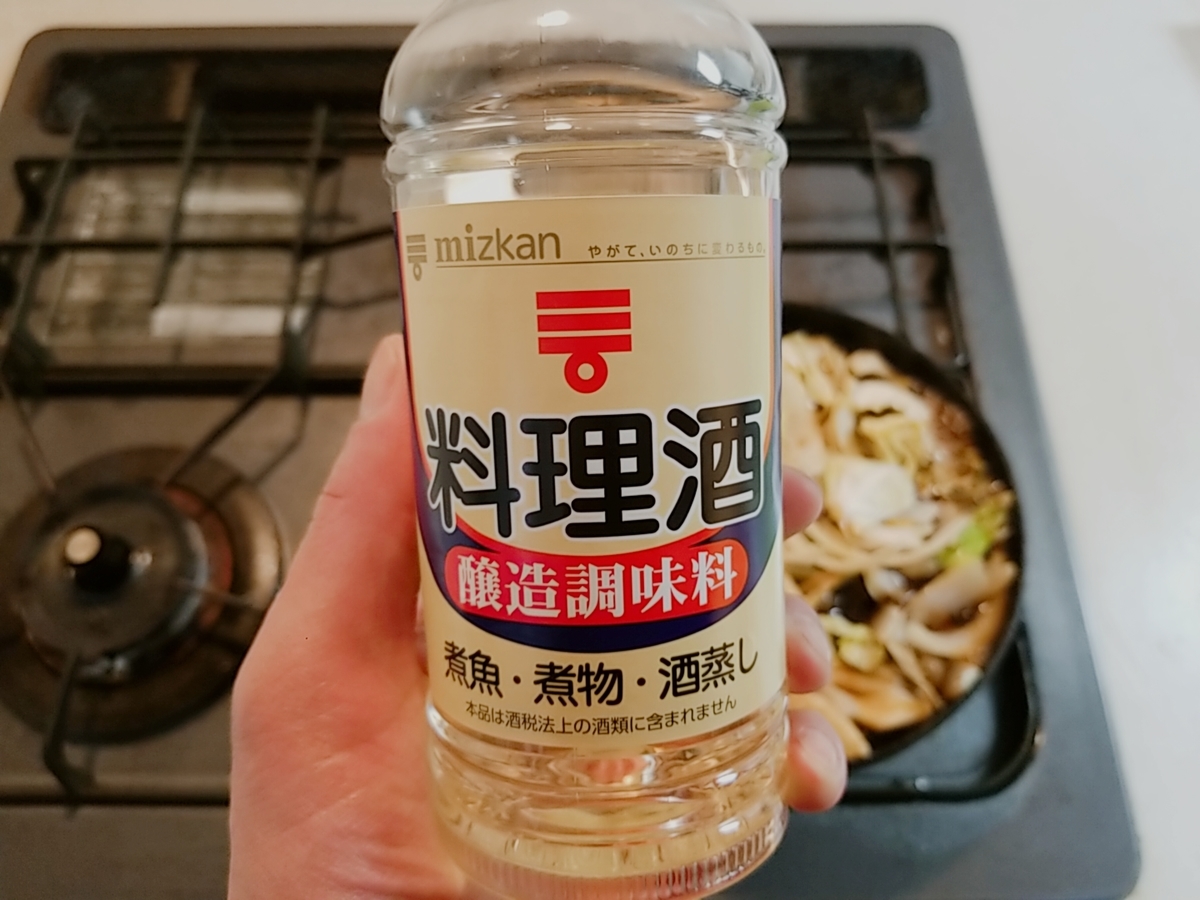 mizkan やがて、いのちに変わるもの。
料理酒
醸造調味料
煮魚・煮物・酒蒸し
本品は酒税法上の酒類に含まれません